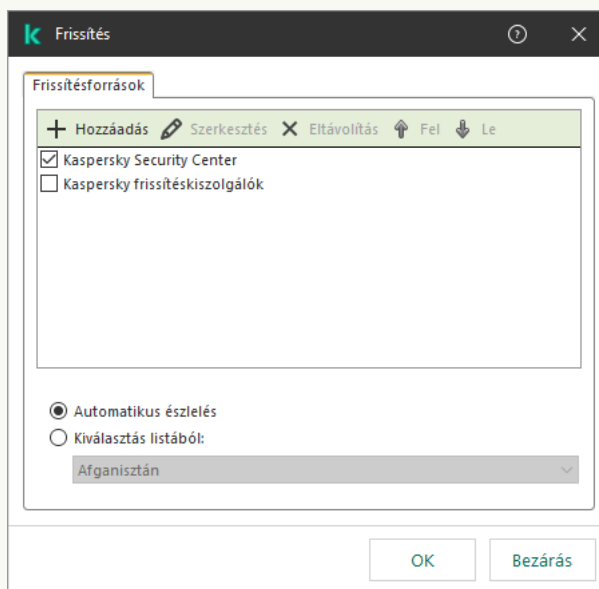 Frissítés
Frissítésforrások
Hozzáadás Szerkesztés Eltávolítás Fel Le
Kaspersky Security Center
Kaspersky frissítéskiszolgálók
Automatikus észlelés
Kiválasztás listából:
Afganisztán
OK Bezárás